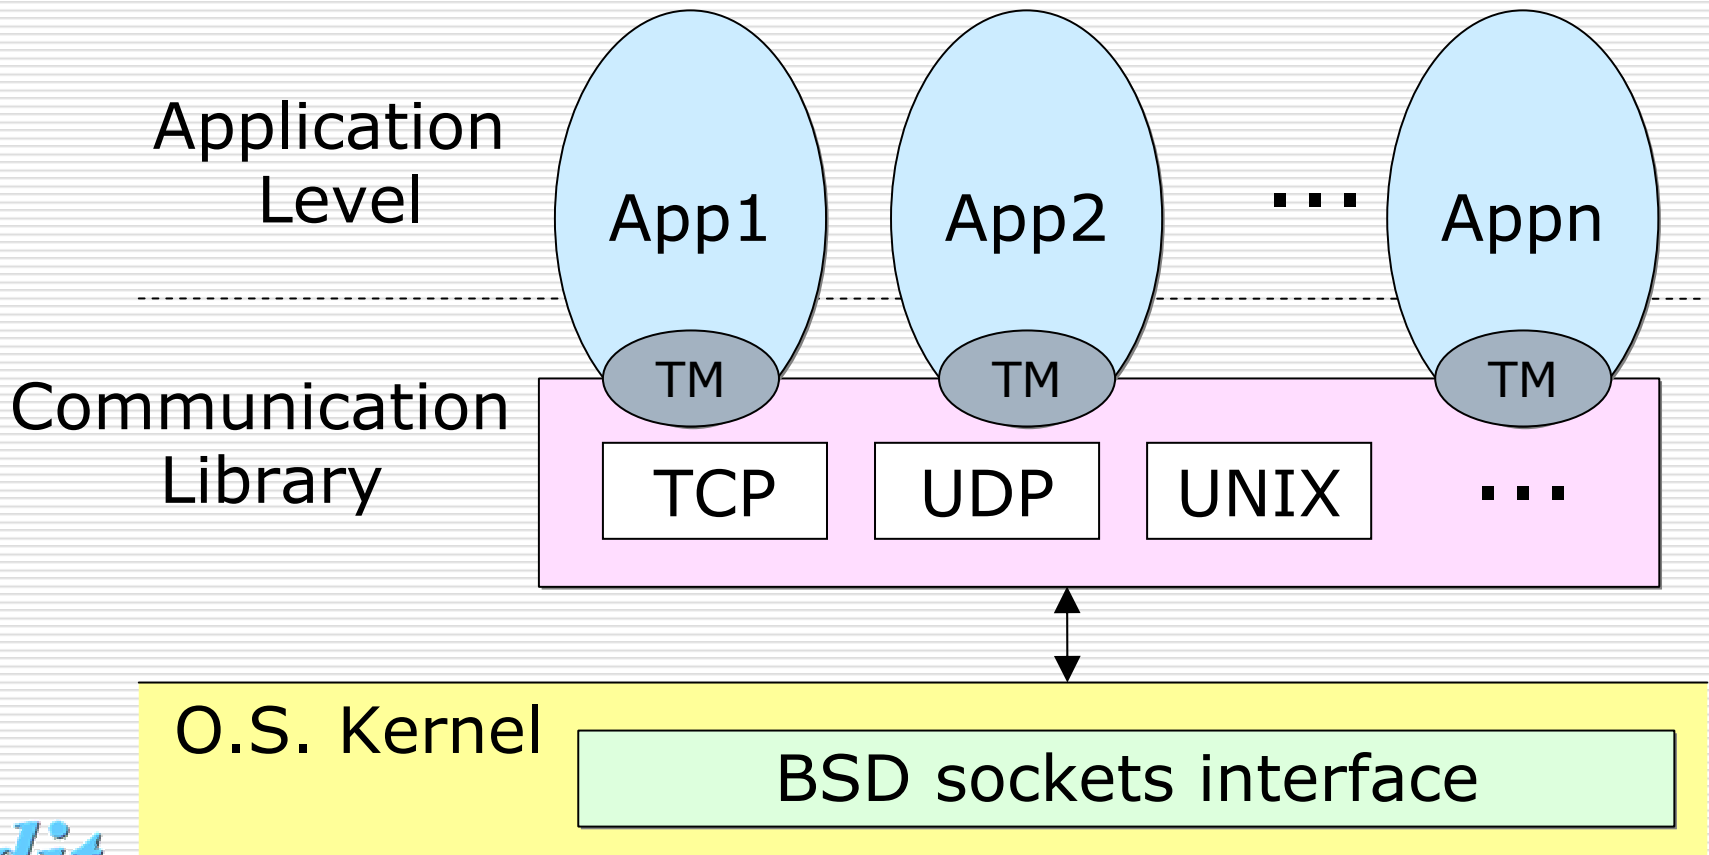 Application
Level
App1
App2
...
Appn
Communication
Library
TM
TM
TM
TCP
UDP
UNIX
...
O.S. Kernel
BSD sockets interface